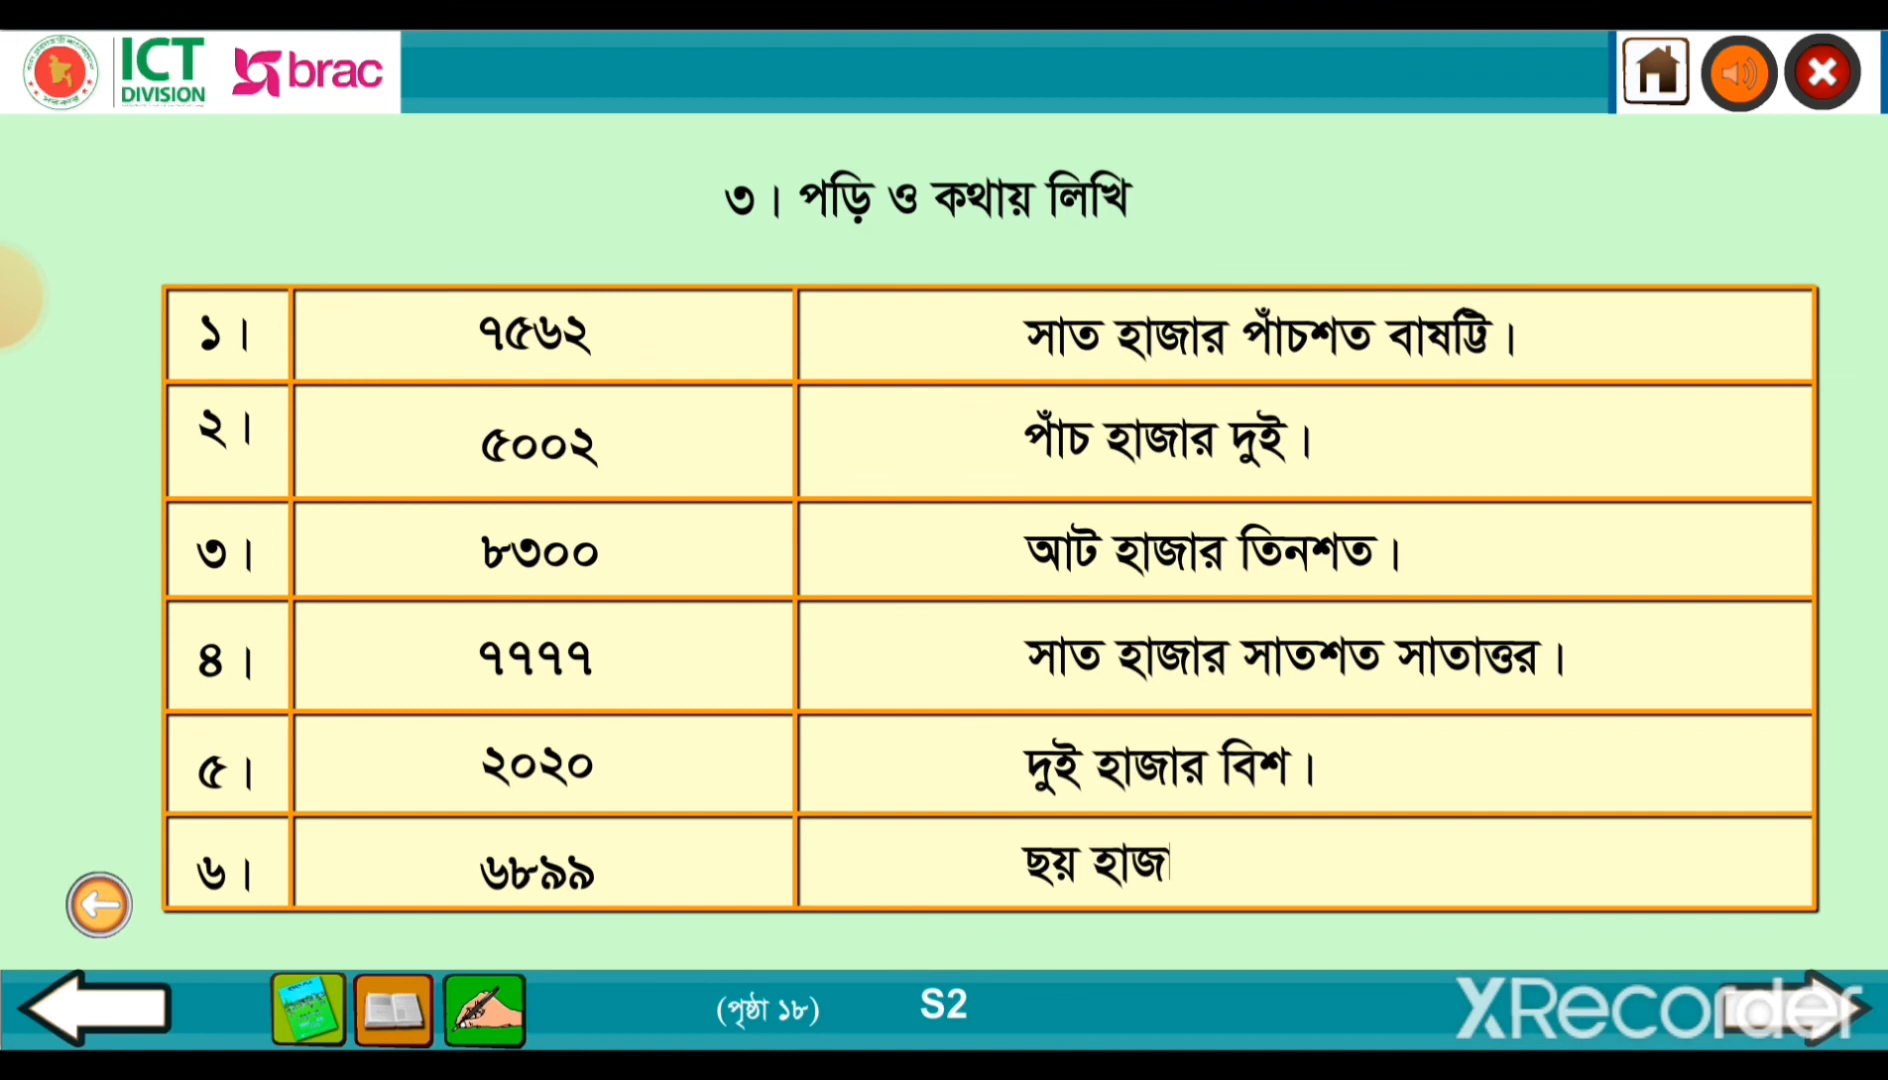 ICT
DIVISION
brac
৩। পড়ি ও কথায় লিখি
১। ৭৫৬২ সাত হাজার পাঁচশত বাষট্টি।
২। ৫০০২ পাঁচ হাজার দুই।
৩। ৮৩০০ আট হাজার তিনশত।
৪। ৭৭৭৭ সাত হাজার সাতশত সাতাত্তর।
৫। ২০২০ দুই হাজার বিশ।
৬। ৬৮৯৯ ছয় হাজা
(পৃষ্ঠা ১৮) S2
XRecorder